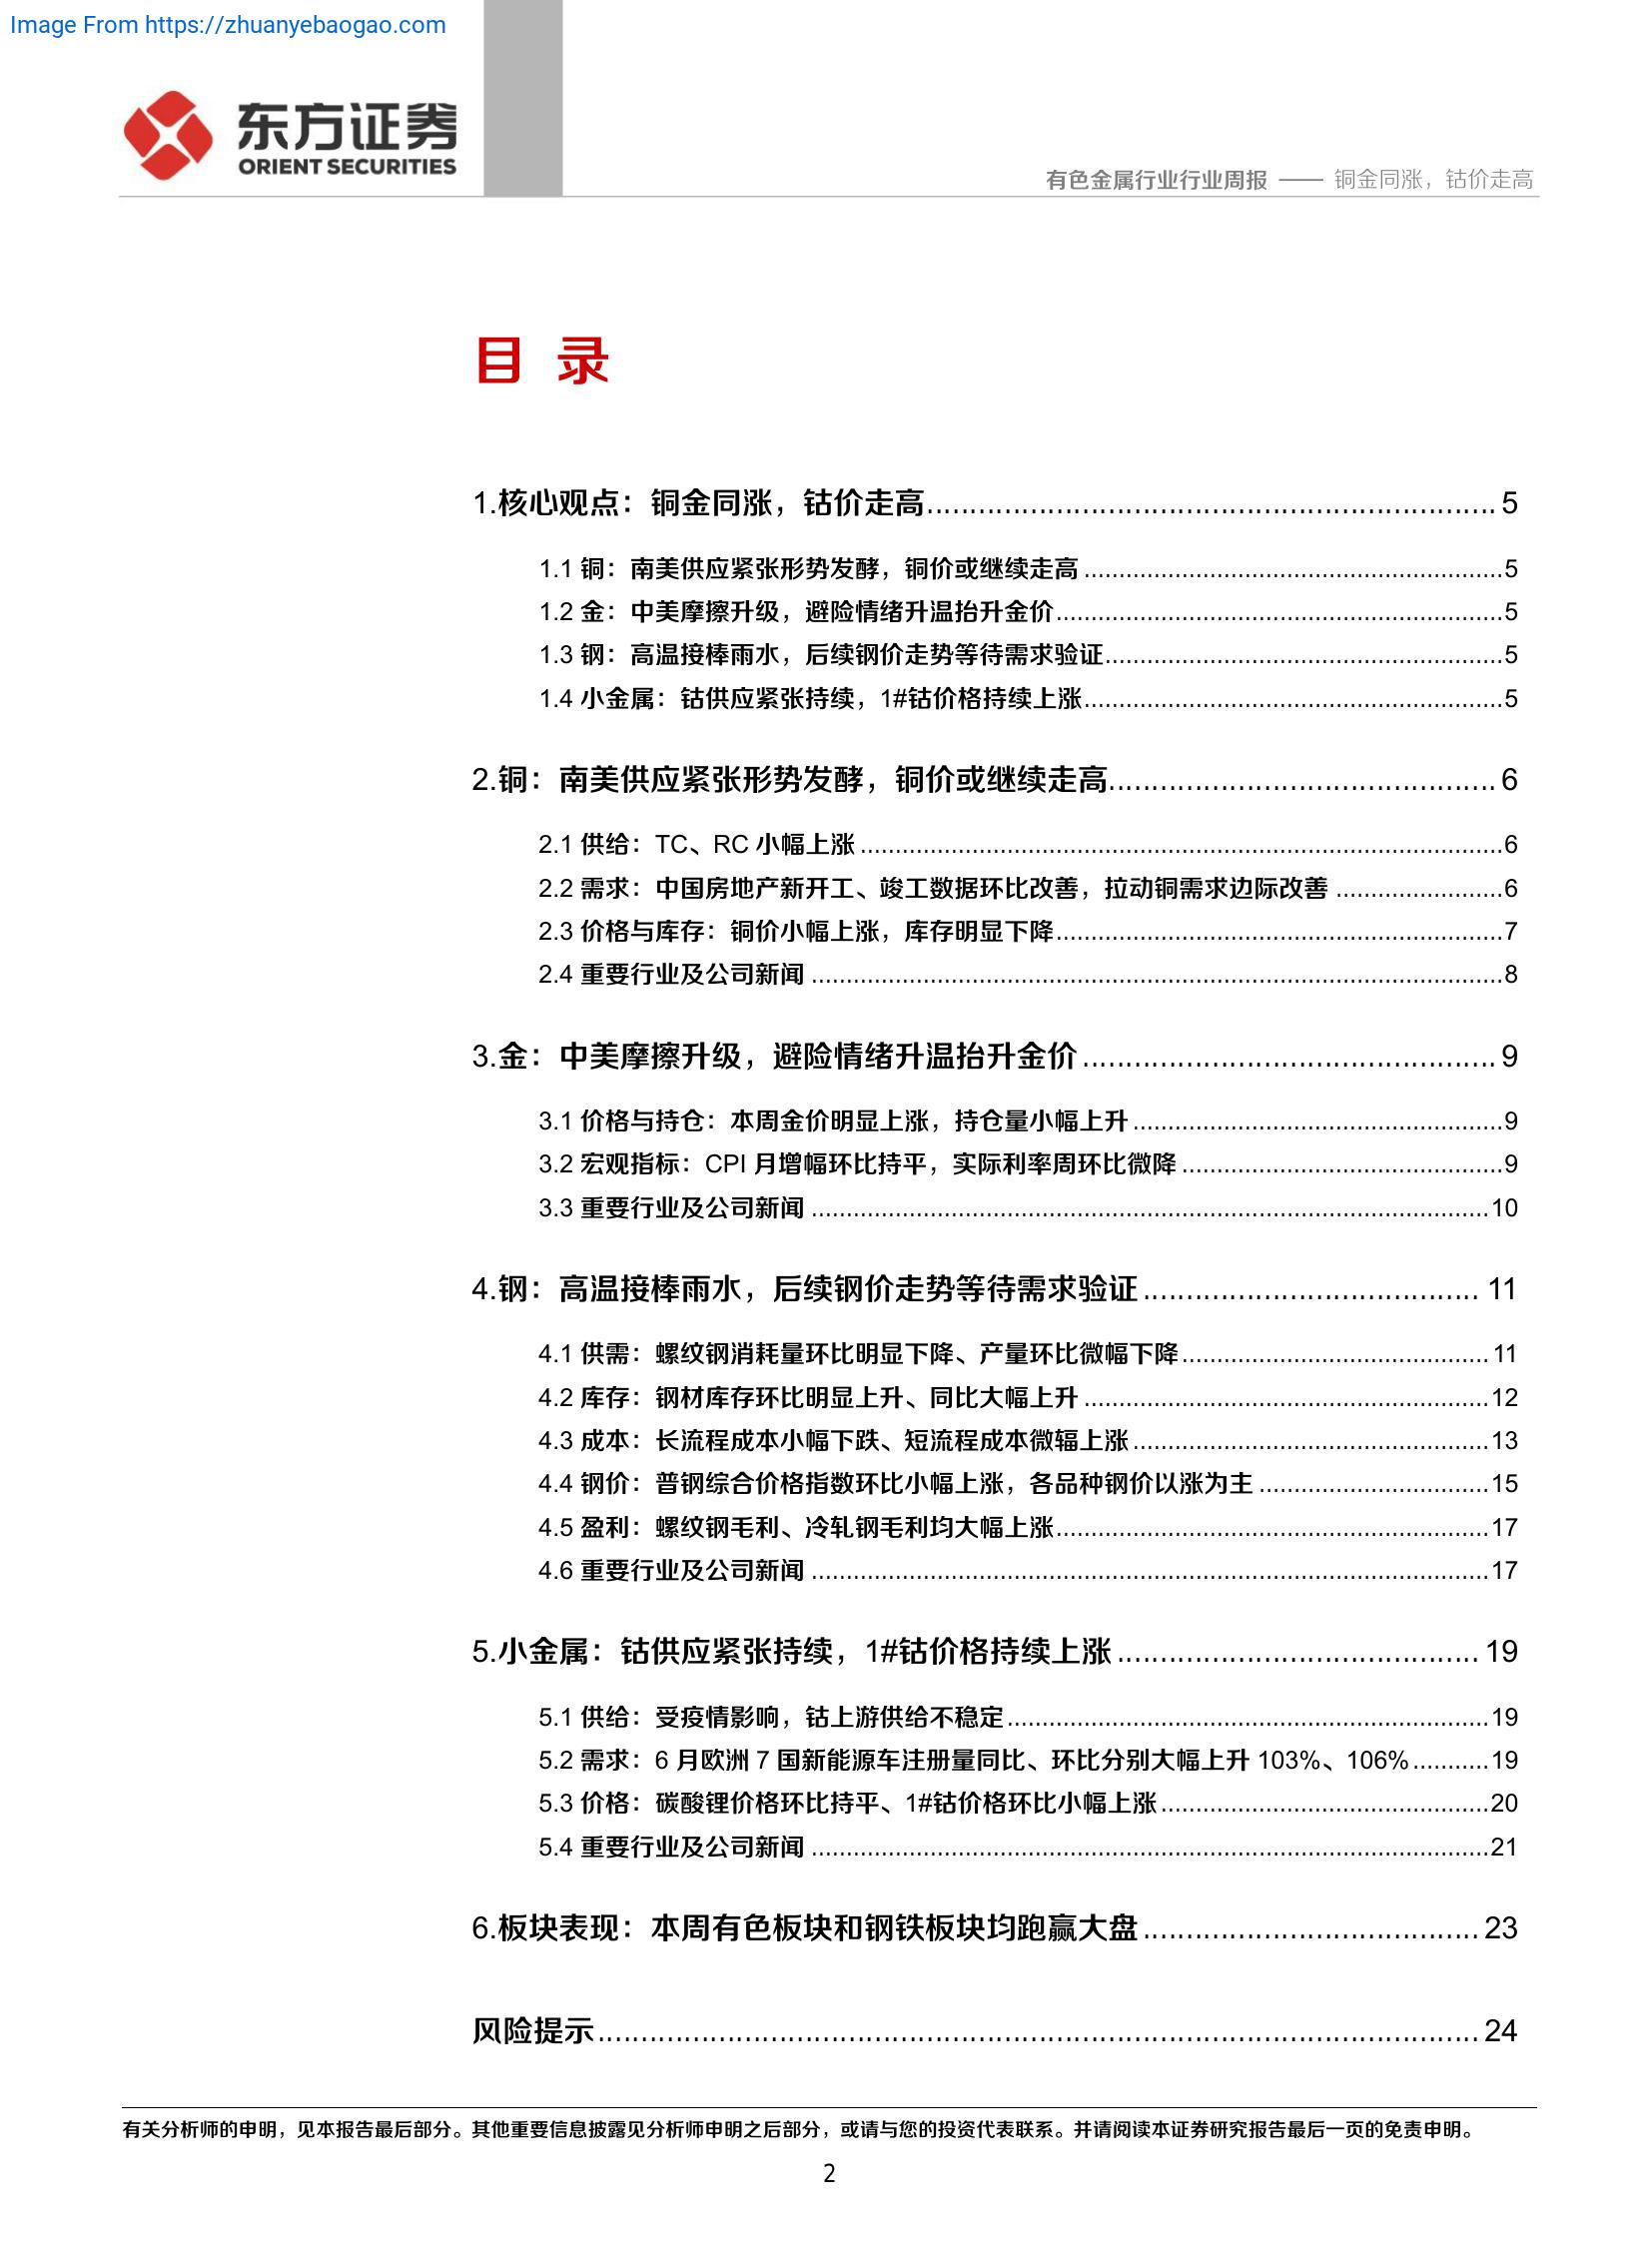 Image From https://zhuanyebaogao.com
东方证券
ORIENT SECURITIES
有色金属行业行业周报 —— 铜金同涨，钴价走高
目 录
1.核心观点：铜金同涨，钴价走高.................................................................. 5
1.1 铜：南美供应紧张形势发酵，铜价或继续走高 ............................................................5
1.2 金：中美摩擦升级，避险情绪升温抬升金价................................................................5
1.3 钢：高温接棒雨水，后续钢价走势等待需求验证.........................................................5
1.4 小金属：钴供应紧张持续，1#钴价格持续上涨............................................................5
2.铜：南美供应紧张形势发酵，铜价或继续走高............................................. 6
2.1 供给：TC、RC 小幅上涨 ............................................................................................6
2.2 需求：中国房地产新开工、竣工数据环比改善，拉动铜需求边际改善 ........................6
2.3 价格与库存：铜价小幅上涨，库存明显下降................................................................7
2.4 重要行业及公司新闻 ...................................................................................................8
3.金：中美摩擦升级，避险情绪升温抬升金价 ................................................ 9
3.1 价格与持仓：本周金价明显上涨，持仓量小幅上升 .....................................................9
3.2 宏观指标：CPI 月增幅环比持平，实际利率周环比微降 ..............................................9
3.3 重要行业及公司新闻 .................................................................................................10
4.钢：高温接棒雨水，后续钢价走势等待需求验证 ....................................... 11
4.1 供需：螺纹钢消耗量环比明显下降、产量环比微幅下降............................................11
4.2 库存：钢材库存环比明显上升、同比大幅上升 ..........................................................12
4.3 成本：长流程成本小幅下跌、短流程成本微辐上涨...................................................13
4.4 钢价：普钢综合价格指数环比小幅上涨，各品种钢价以涨为主 .................................15
4.5 盈利：螺纹钢毛利、冷轧钢毛利均大幅上涨..............................................................17
4.6 重要行业及公司新闻 .................................................................................................17
5.小金属：钴供应紧张持续，1#钴价格持续上涨 .......................................... 19
5.1 供给：受疫情影响，钴上游供给不稳定.....................................................................19
5.2 需求：6 月欧洲 7 国新能源车注册量同比、环比分别大幅上升 103%、106%...........19
5.3 价格：碳酸锂价格环比持平、1#钴价格环比小幅上涨...............................................20
5.4 重要行业及公司新闻 .................................................................................................21
6.板块表现：本周有色板块和钢铁板块均跑赢大盘 ....................................... 23
风险提示...................................................................................................... 24
有关分析师的申明，见本报告最后部分。其他重要信息披露见分析师申明之后部分，或请与您的投资代表联系。并请阅读本证券研究报告最后一页的免责申明。
2